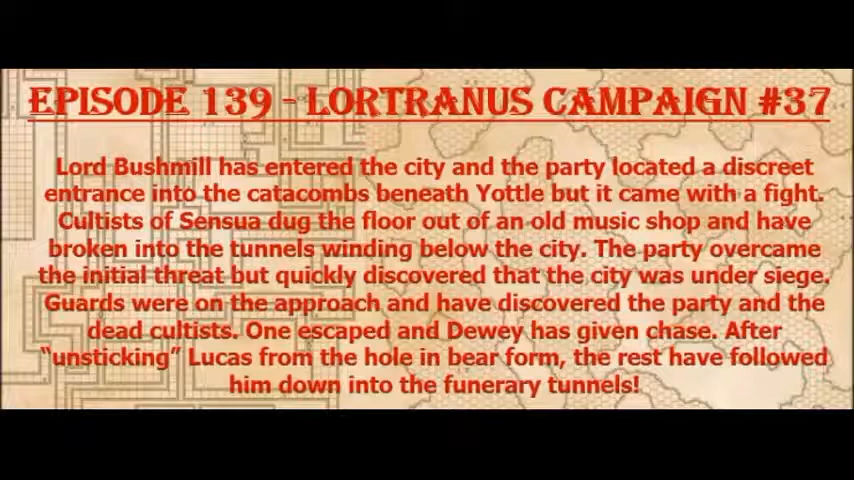 EPISODE 139 - LORTRANUS CAMPAIGN #37
Lord Bushmill has entered the city and the party located a discreet
entrance into the catacombs beneath Yottle but it came with a fight.
Cultists of Sensua dug the floor out of an old music shop and have
broken into the tunnels winding below the city. The party overcame
the initial threat but quickly discovered that the city was under siege.
Guards were on the approach and have discovered the party and the
dead cultists. One escaped and Dewey has given chase. After
“unsticking” Lucas from the hole in bear form, the rest have followed
him down into the funerary tunnels!